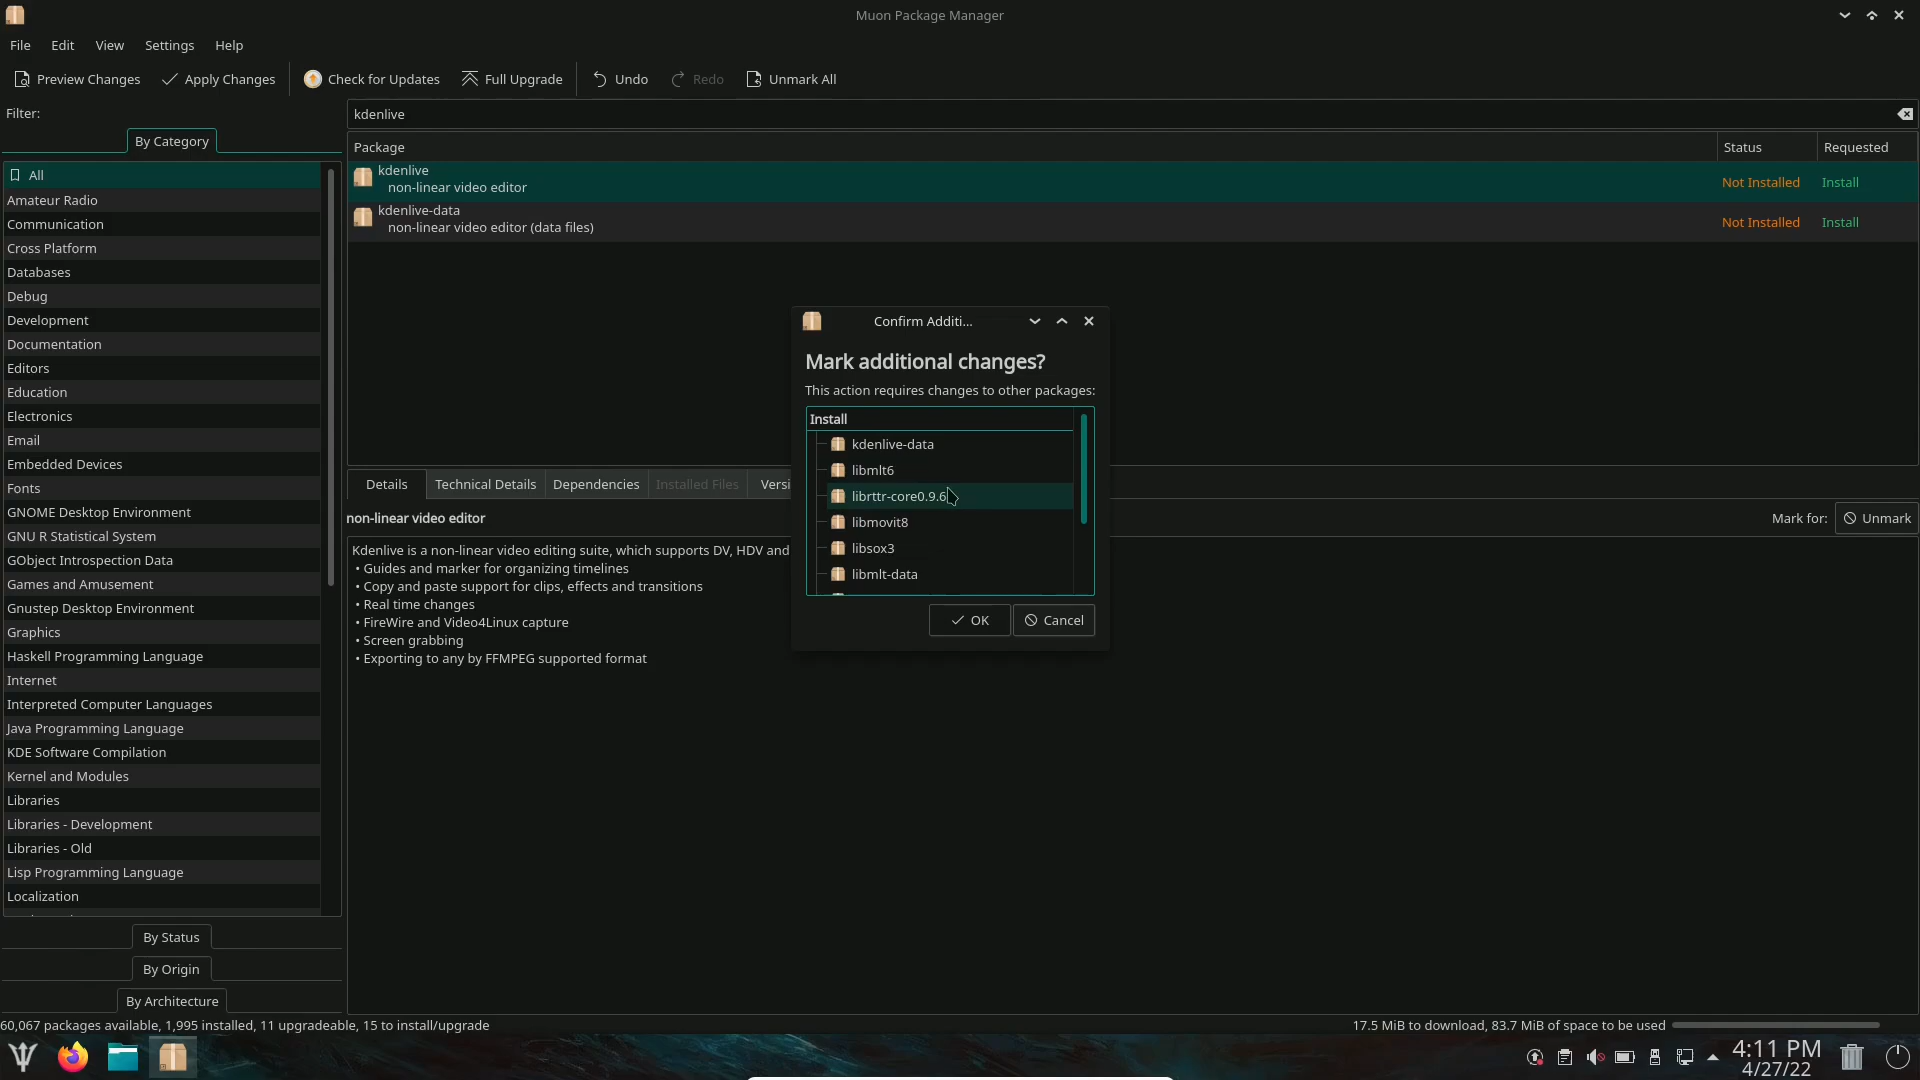 Muon Package Manager
File Edit View Settings Help
Preview Changes Apply Changes Check for Updates Full Upgrade Undo Redo Unmark All
Filter:
By Category
All
Amateur Radio
Communication
Cross Platform
Databases
Debug
Development
Documentation
Editors
Education
Electronics
Email
Embedded Devices
Fonts
GNOME Desktop Environment
GNU R Statistical System
GObject Introspection Data
Games and Amusement
Gnustep Desktop Environment
Graphics
Haskell Programming Language
Internet
Interpreted Computer Languages
Java Programming Language
KDE Software Compilation
Kernel and Modules
Libraries
Libraries - Development
Libraries - Old
Lisp Programming Language
Localization
By Status
By Origin
By Architecture
kdenlive
Package Status Requested
kdenlive
non-linear video editor
Not Installed Install
kdenlive-data
non-linear video editor (data files)
Not Installed Install
Confirm Additi...
Mark additional changes?
This action requires changes to other packages:
Install
kdenlive-data
libmlt6
librttr-core0.9.6
libmovit8
libsox3
libmlt-data
OK Cancel
Details Technical Details Dependencies Installed Files Versi
non-linear video editor
Mark for: Unmark
Kdenlive is a non-linear video editing suite, which supports DV, HDV and
• Guides and marker for organizing timelines
• Copy and paste support for clips, effects and transitions
• Real time changes
• FireWire and Video4Linux capture
• Screen grabbing
• Exporting to any by FFMPEG supported format
60,067 packages available, 1,995 installed, 11 upgradeable, 15 to install/upgrade
17.5 MiB to download, 83.7 MiB of space to be used
4:11 PM
4/27/22